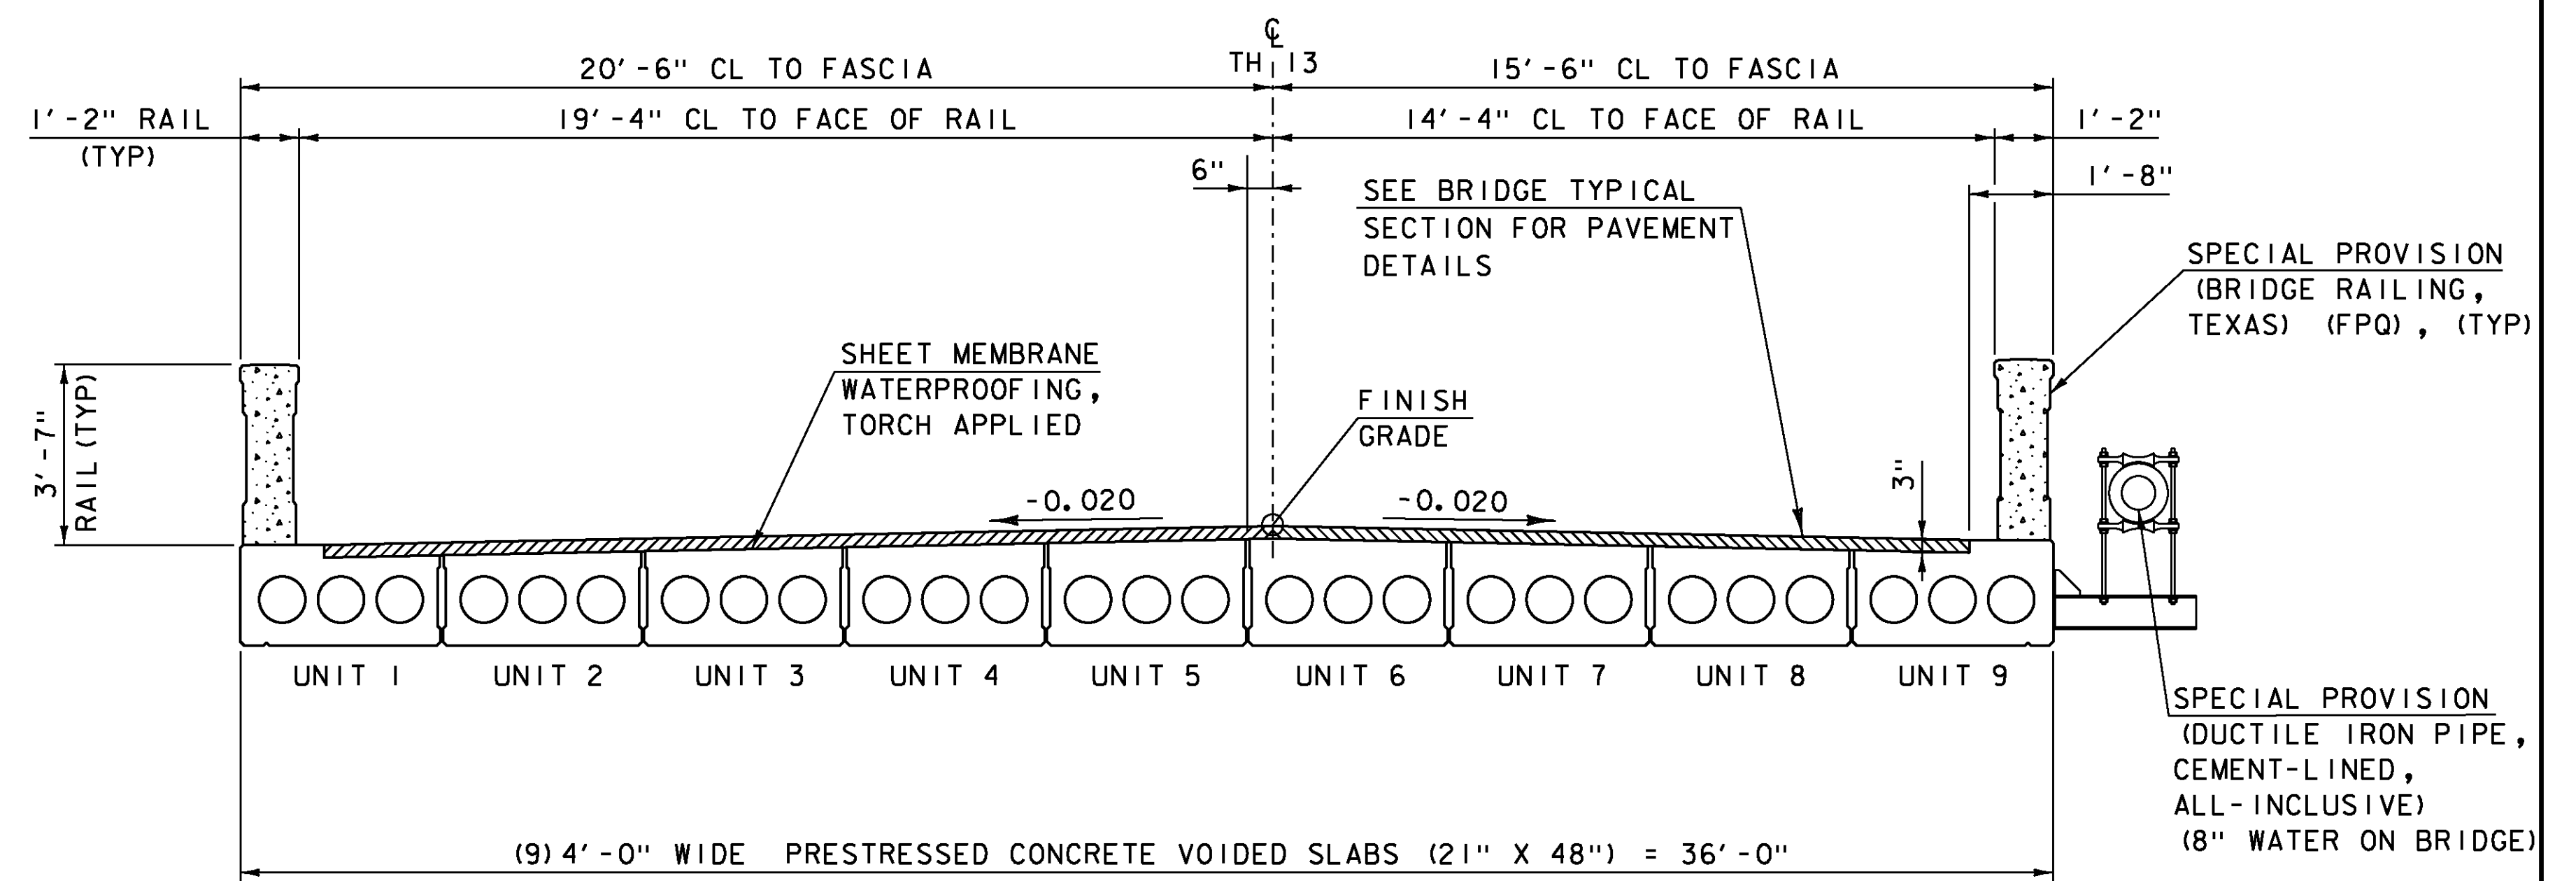 ℄
TH 13
20'-6" CL TO FASCIA
15'-6" CL TO FASCIA
1'-2" RAIL
(TYP)
19'-4" CL TO FACE OF RAIL
14'-4" CL TO FACE OF RAIL
1'-2"
6"
1'-8"
SEE BRIDGE TYPICAL
SECTION FOR PAVEMENT
DETAILS
SPECIAL PROVISION
(BRIDGE RAILING,
TEXAS) (FPQ), (TYP)
SHEET MEMBRANE
WATERPROOFING,
TORCH APPLIED
FINISH
GRADE
3'-7"
RAIL (TYP)
-0.020
-0.020
3"
UNIT 1
UNIT 2
UNIT 3
UNIT 4
UNIT 5
UNIT 6
UNIT 7
UNIT 8
UNIT 9
SPECIAL PROVISION
(DUCTILE IRON PIPE,
CEMENT-LINED,
ALL-INCLUSIVE)
(8" WATER ON BRIDGE)
(9) 4'-0" WIDE PRESTRESSED CONCRETE VOIDED SLABS (21" X 48") = 36'-0"